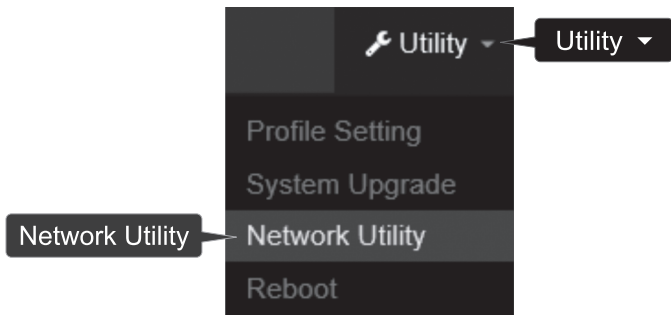 Utility
Utility
Profile Setting
System Upgrade
Network Utility
Network Utility
Reboot